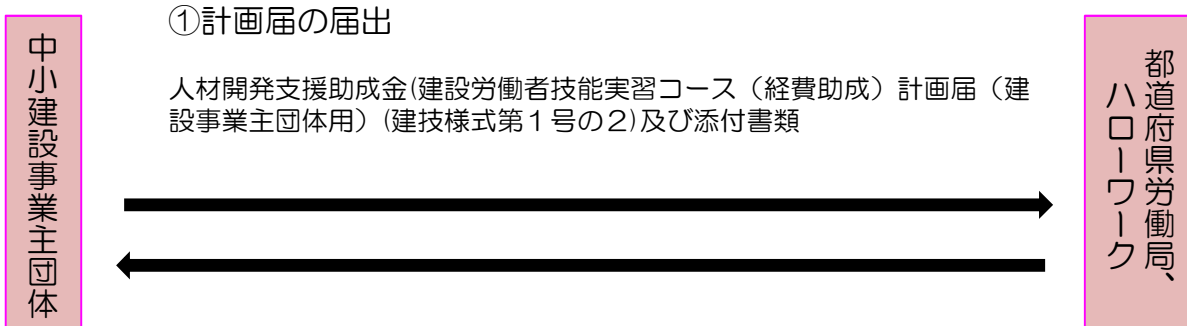 ①計画届の届出
人材開発支援助成金(建設労働者技能実習コース（経費助成）計画届（建
設事業主団体用）(建技様式第１号の２)及び添付書類
中小建設事業主団体
都道府県労働局、
ハローワーク